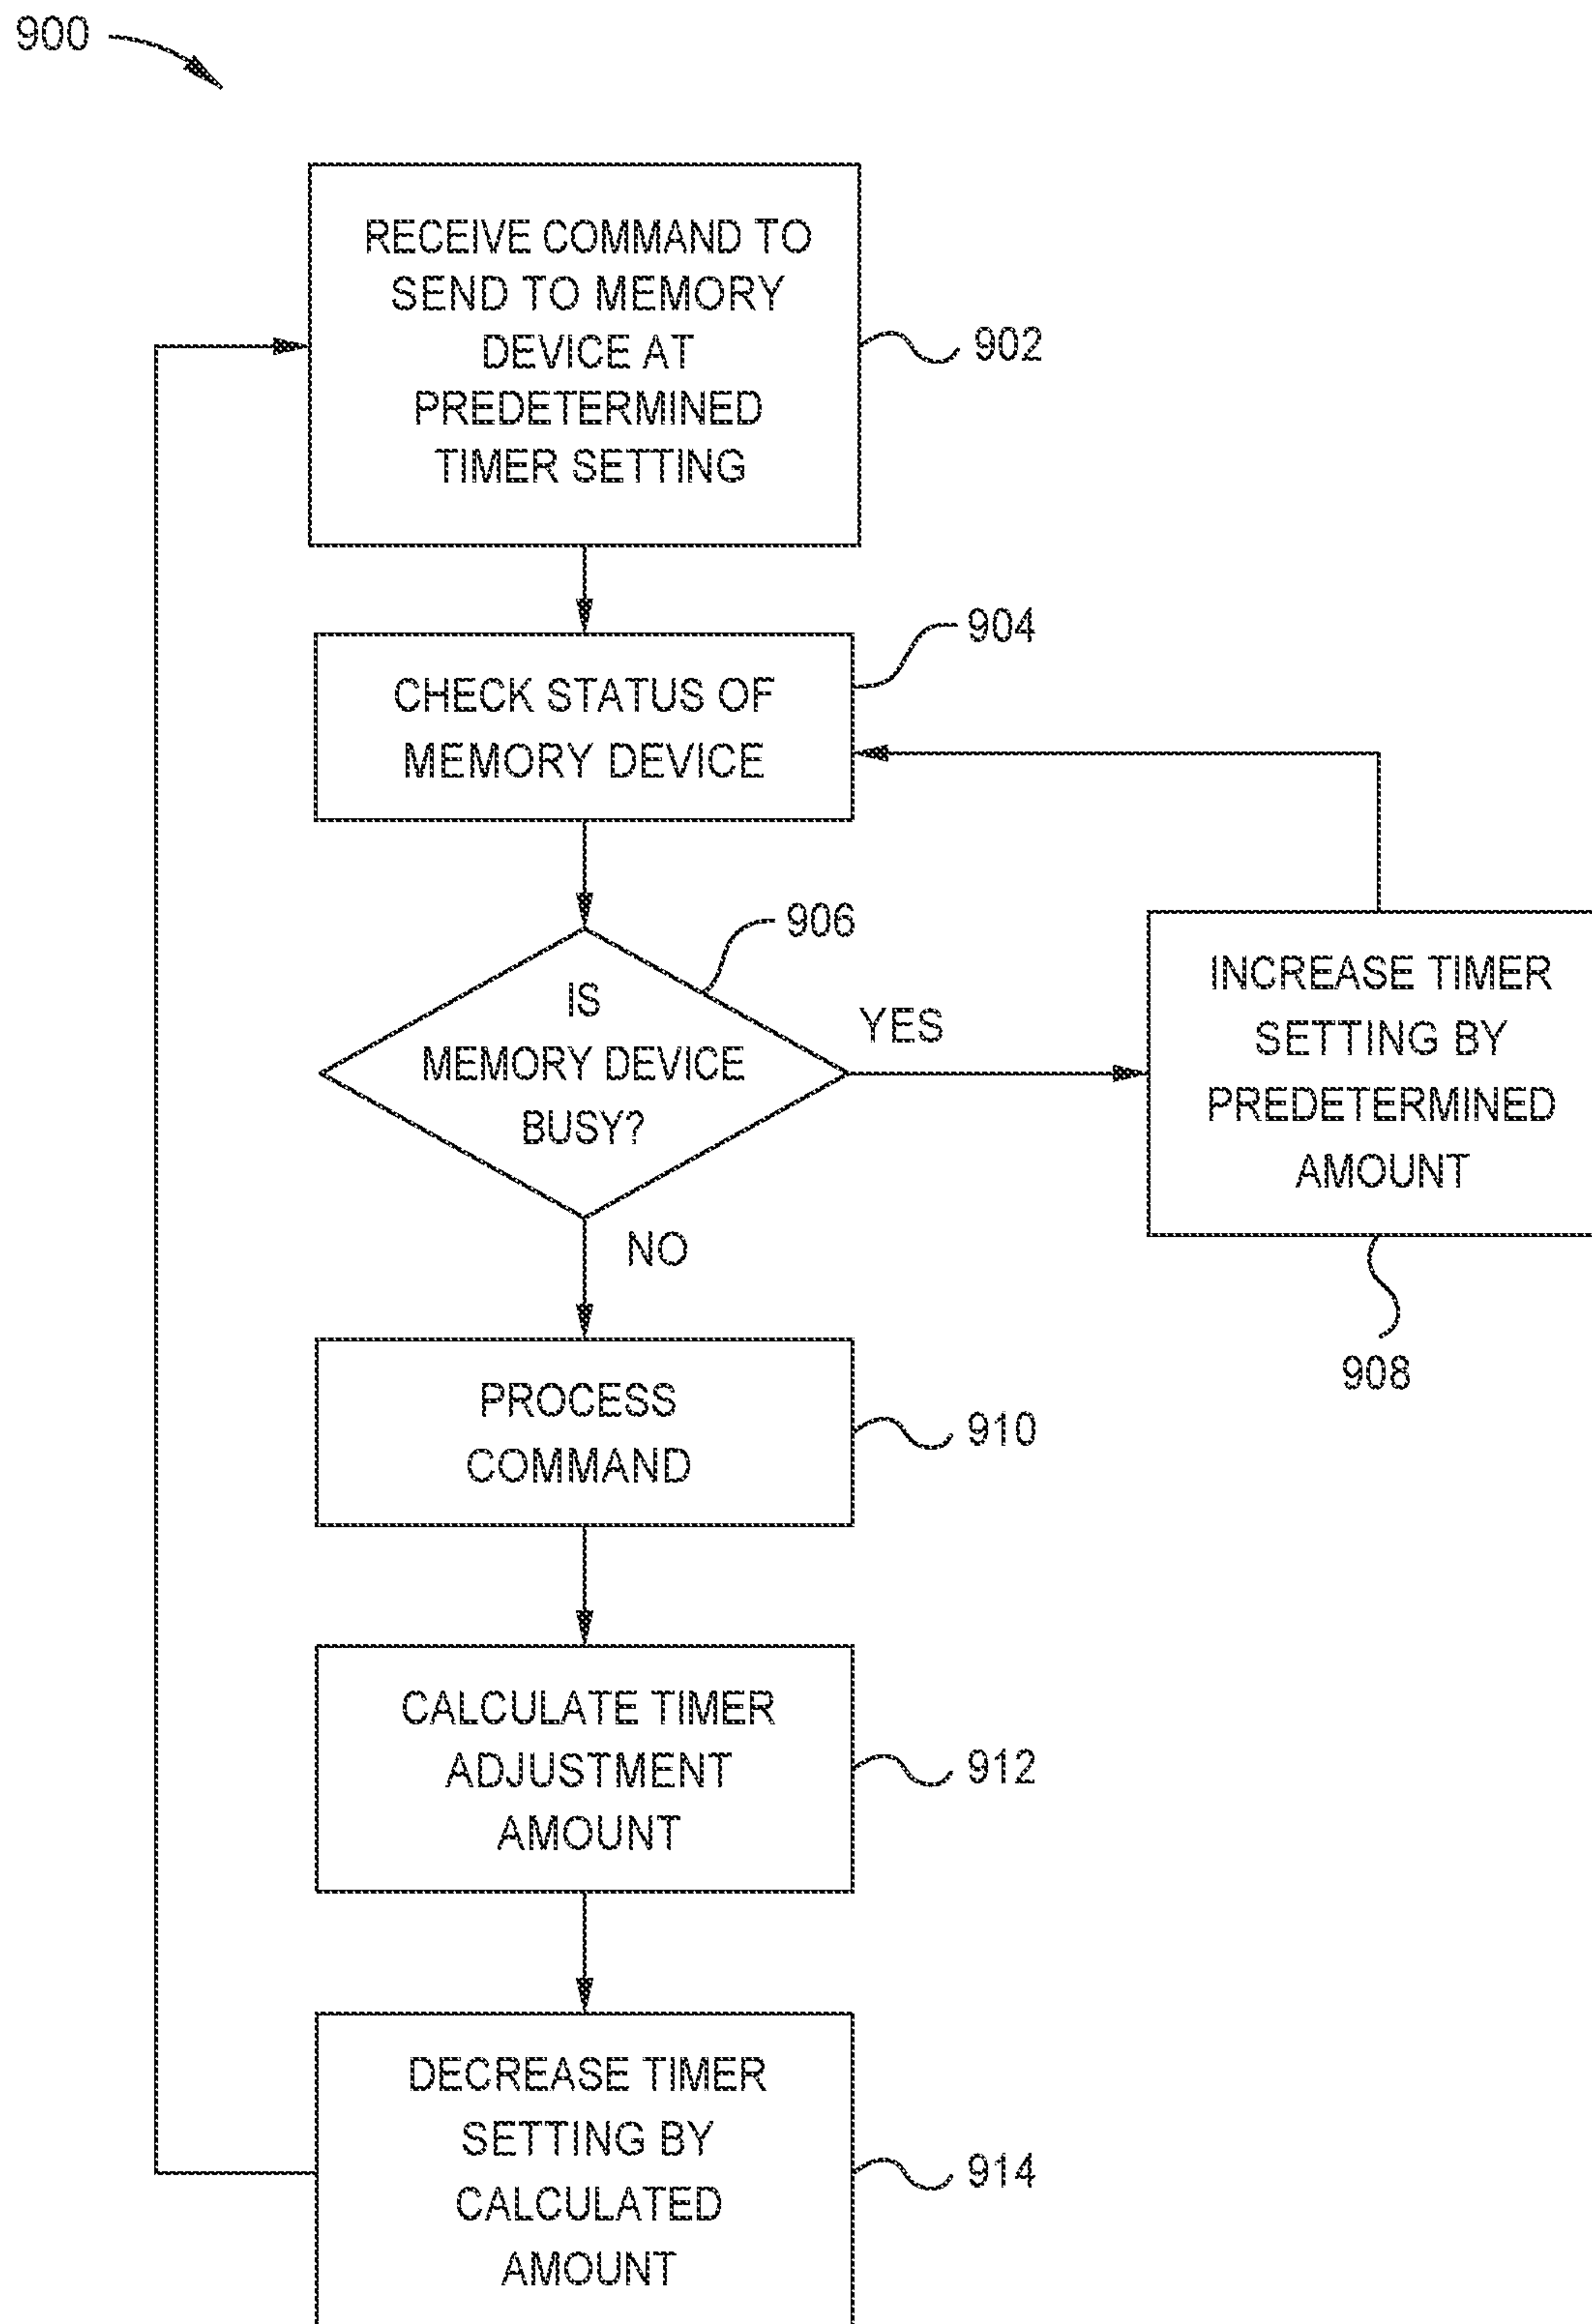 900
RECEIVE COMMAND TO
SEND TO MEMORY
DEVICE AT
PREDETERMINED
TIMER SETTING
902
904
CHECK STATUS OF
MEMORY DEVICE
906
IS
MEMORY DEVICE
BUSY?
YES
INCREASE TIMER
SETTING BY
PREDETERMINED
AMOUNT
908
NO
PROCESS
COMMAND
910
CALCULATE TIMER
ADJUSTMENT
AMOUNT
912
DECREASE TIMER
SETTING BY
CALCULATED
AMOUNT
914